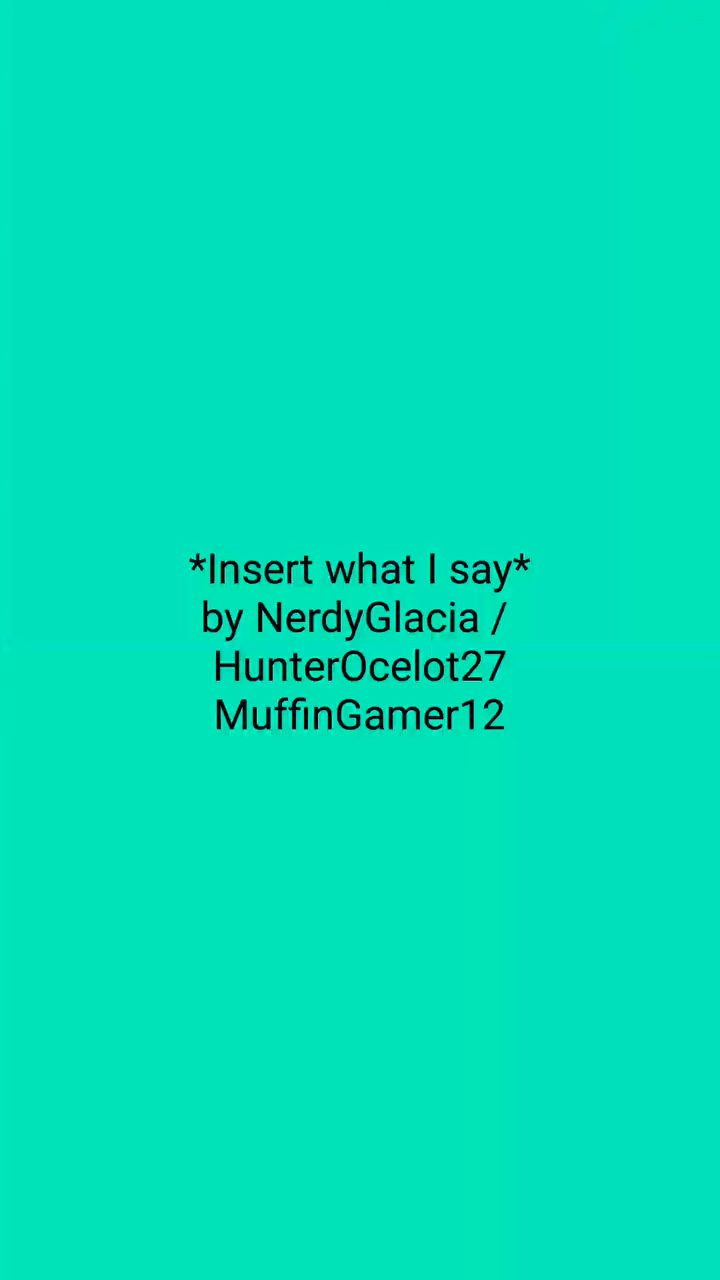 *Insert what I say*
by NerdyGlacia /
HunterOcelot27
MuffinGamer12